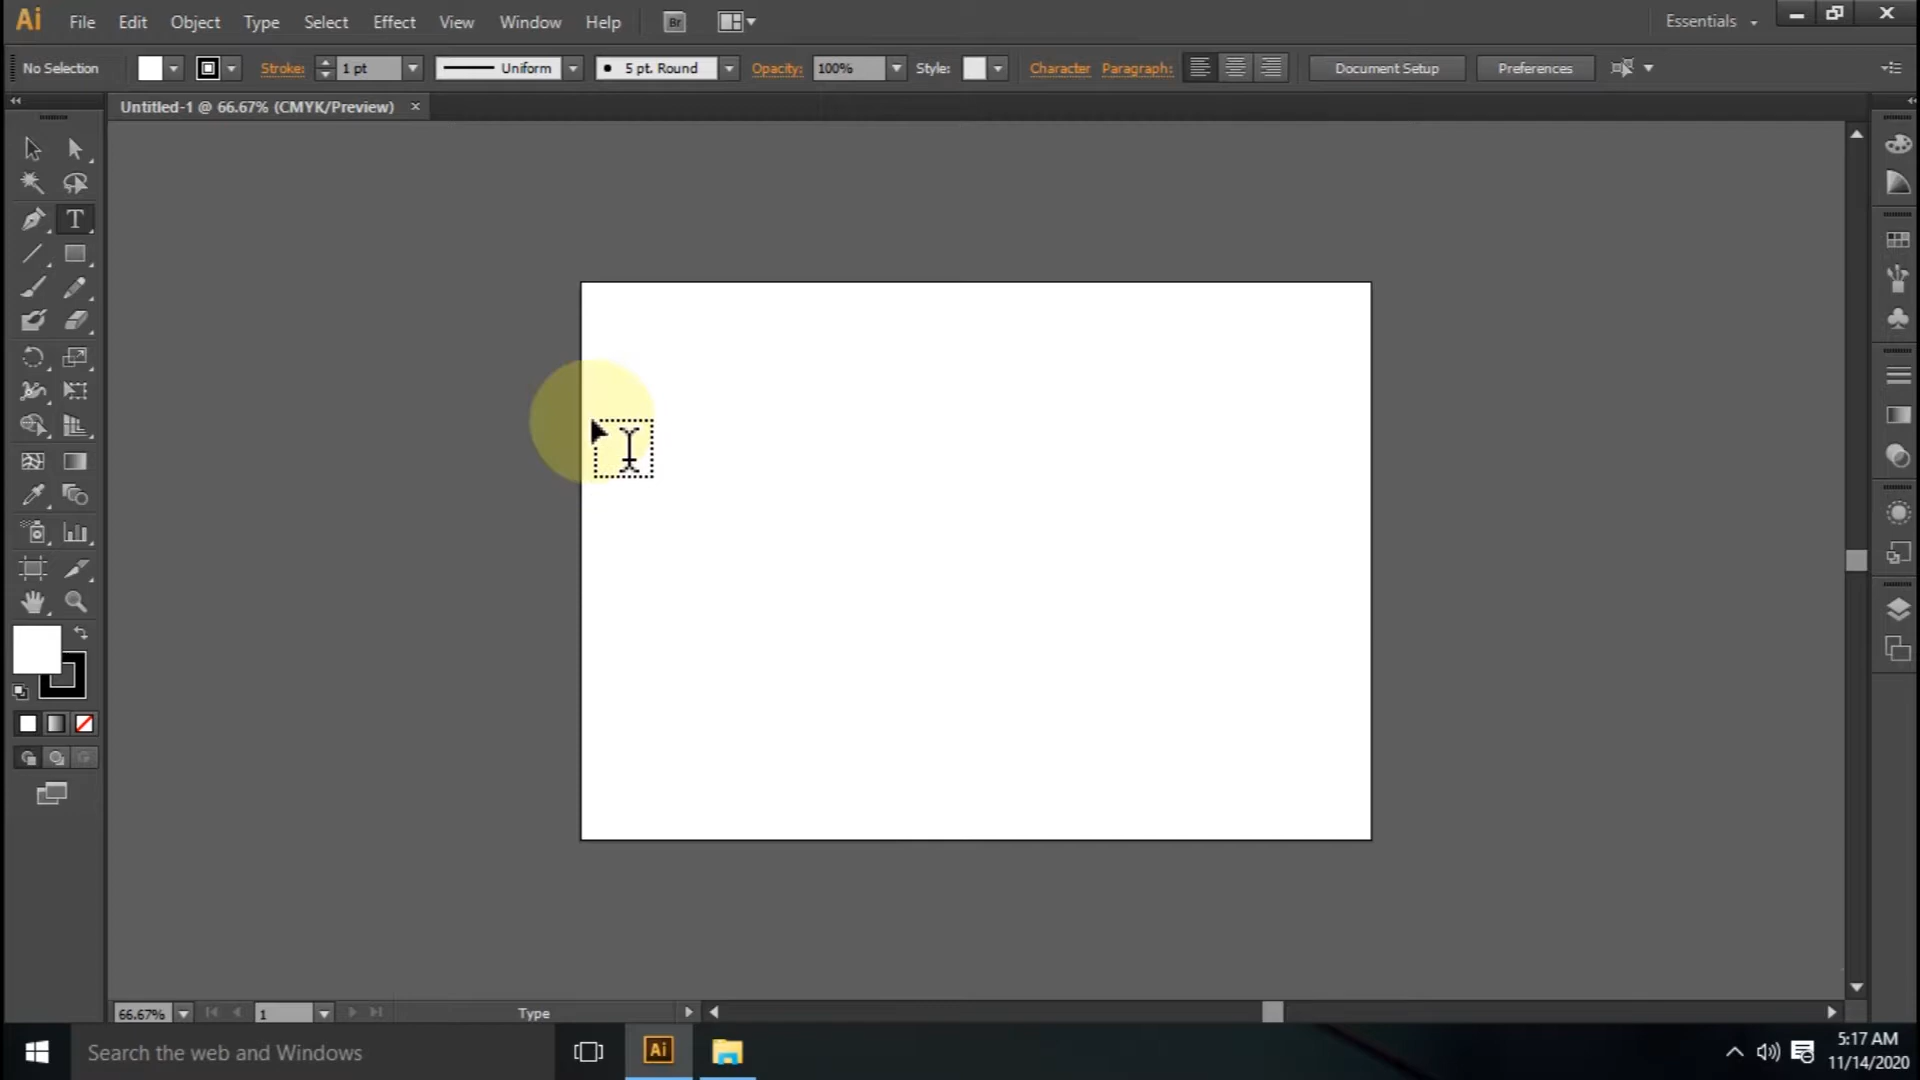 Ai File Edit Object Type Select Effect View Window Help Br Essentials
No Selection Stroke: 1 pt Uniform 5 pt. Round Opacity: 100% Style: Character Paragraph: Document Setup Preferences
Untitled-1 @ 66.67% (CMYK/Preview) ×
T
66.67% 1 Type
Search the web and Windows Ai 5:17 AM
11/14/2020